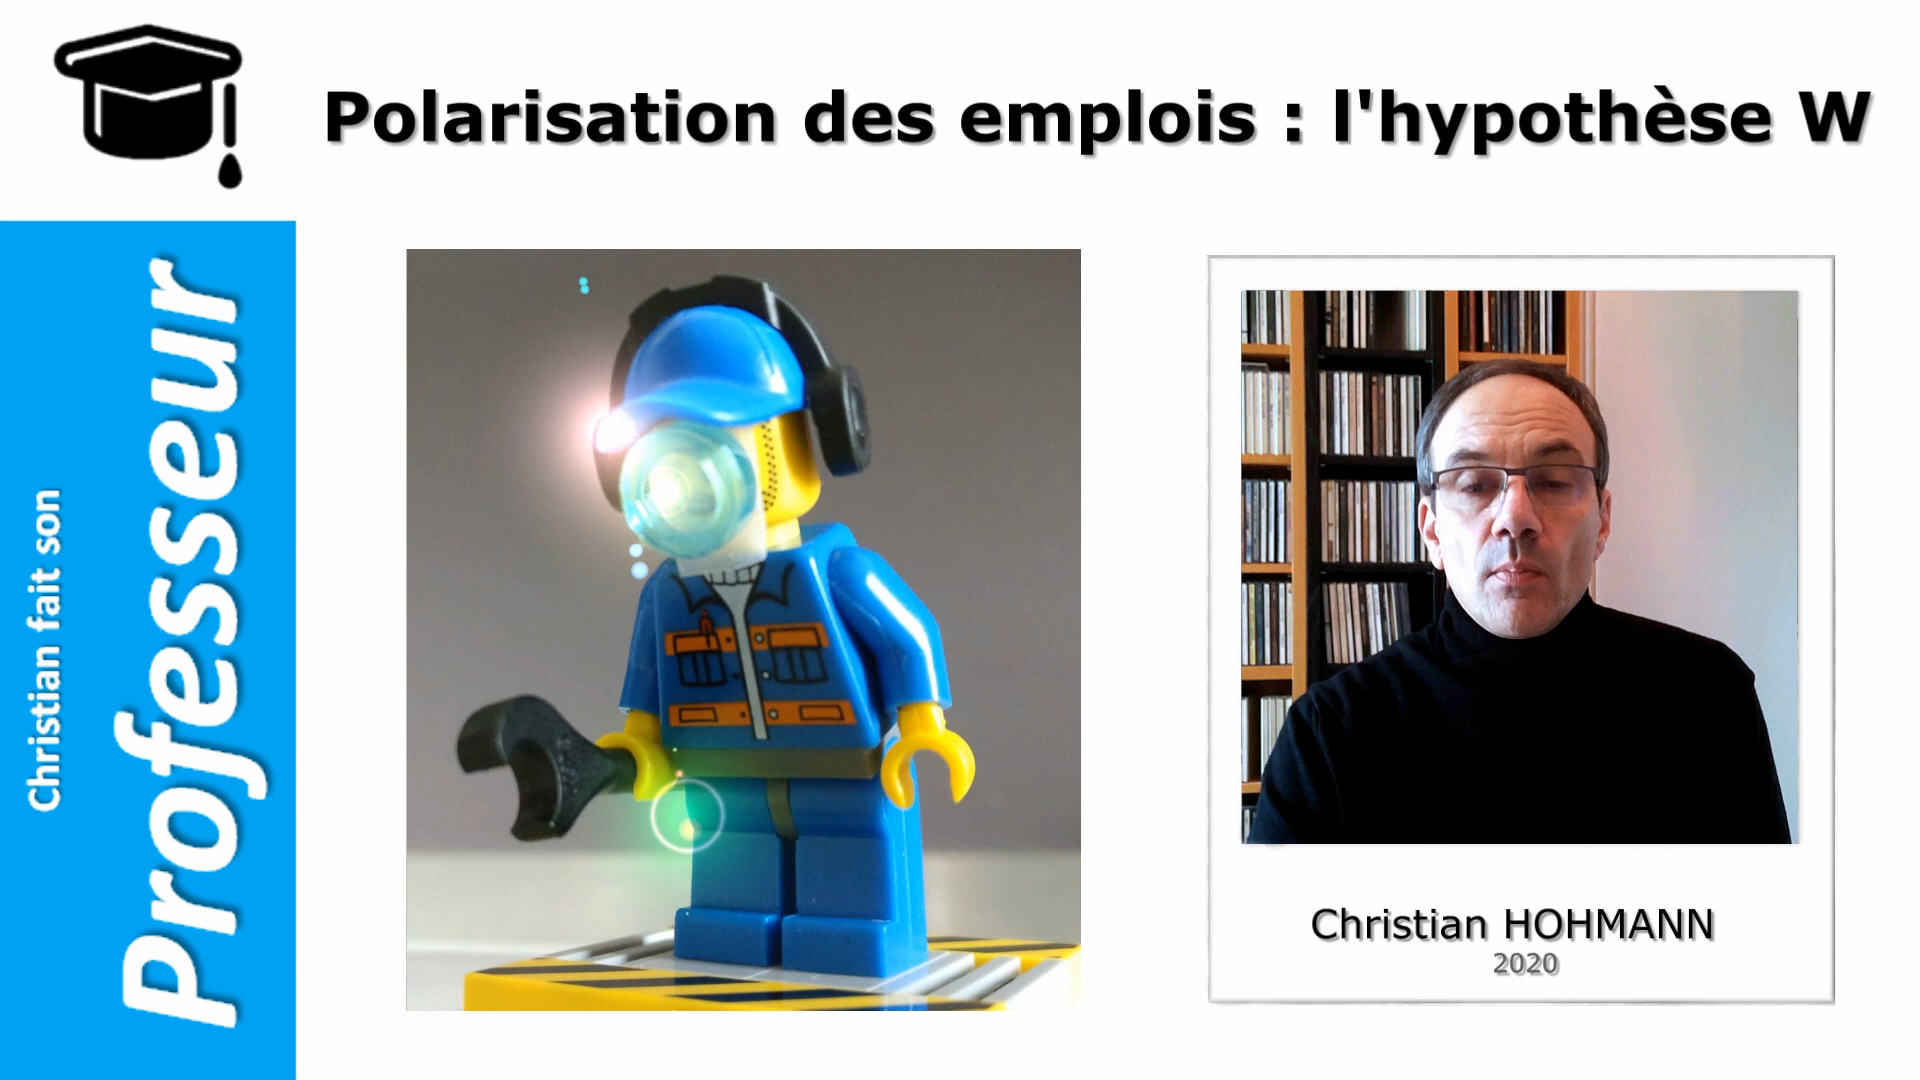 Polarisation des emplois : l'hypothèse W
Christian fait son
Professeur
Christian HOHMANN
2020